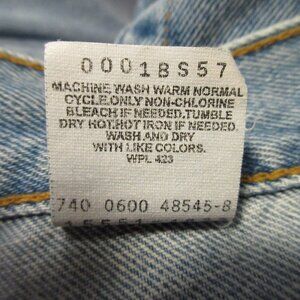 0001BS57
MACHINE WASH WARM NORMAL
CYCLE.ONLY NON-CHLORINE
BLEACH IF NEEDED.TUMBLE
DRY HOT.HOT IRON IF NEEDED.
WASH AND DRY
WITH LIKE COLORS.
WPL 423
740 0600 48545-8